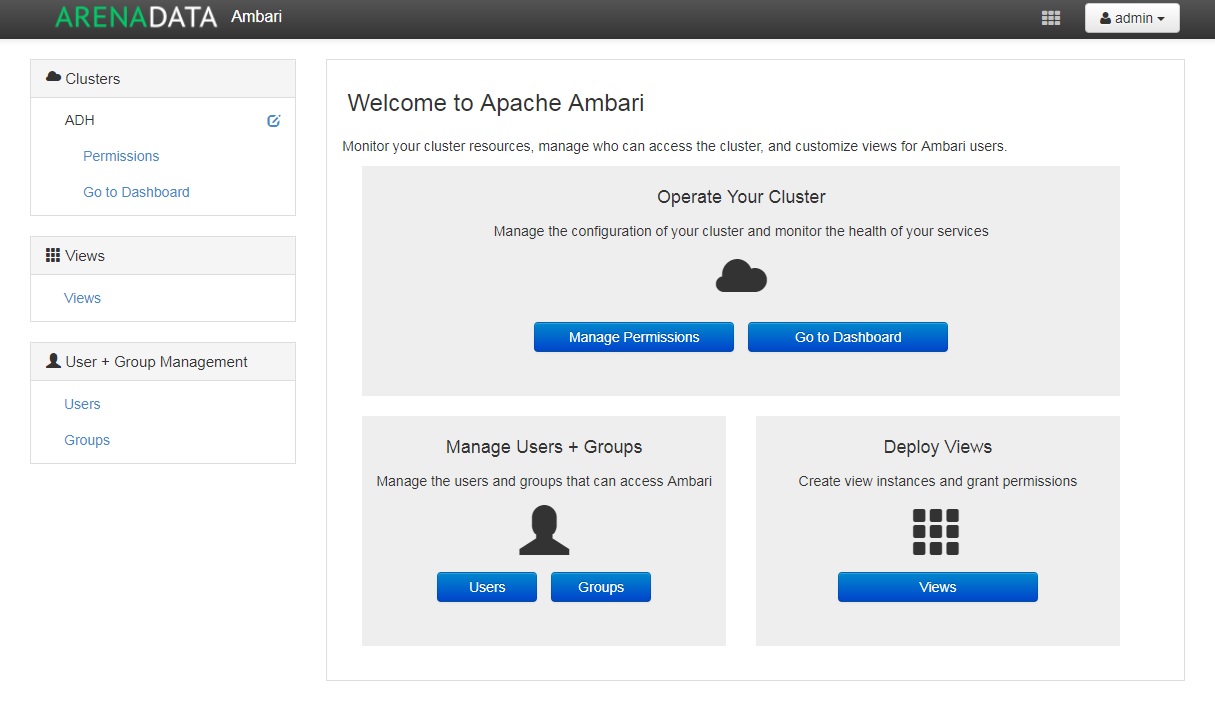 ARENADATA Ambari
admin
Clusters
ADH
Permissions
Go to Dashboard
Views
Views
User + Group Management
Users
Groups
Welcome to Apache Ambari
Monitor your cluster resources, manage who can access the cluster, and customize views for Ambari users.
Operate Your Cluster
Manage the configuration of your cluster and monitor the health of your services
Manage Permissions
Go to Dashboard
Manage Users + Groups
Manage the users and groups that can access Ambari
Users
Groups
Deploy Views
Create view instances and grant permissions
Views